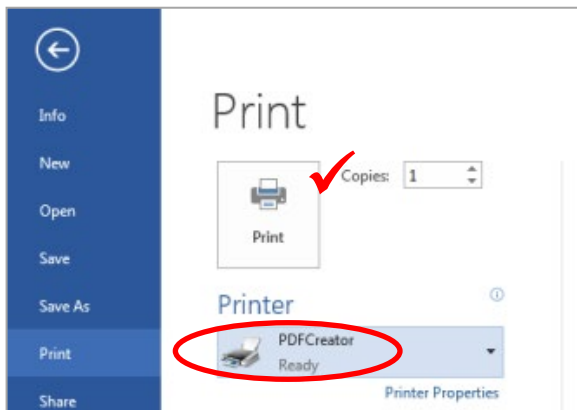 Info
New
Open
Save
Save As
Print
Share
Print
Copies: 1
Print
Printer
PDFCreator
Ready
Printer Properties